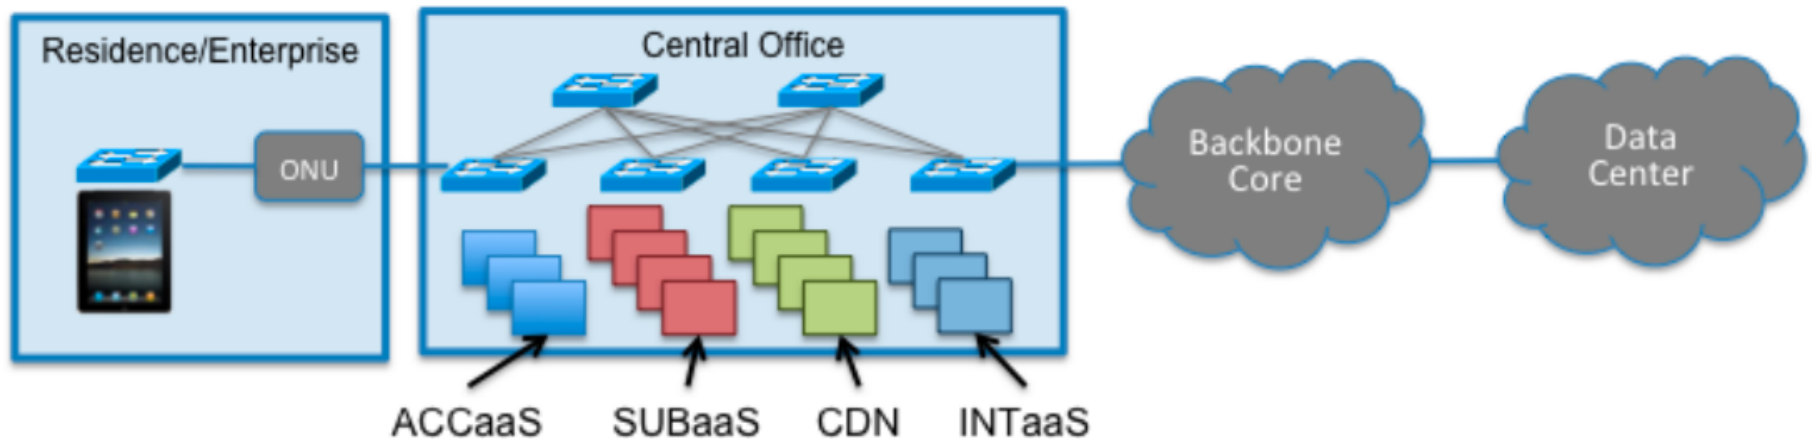 Residence/Enterprise
Central Office
ONU
Backbone
Core
Data
Center
ACCaaS
SUBaaS
CDN
INTaaS